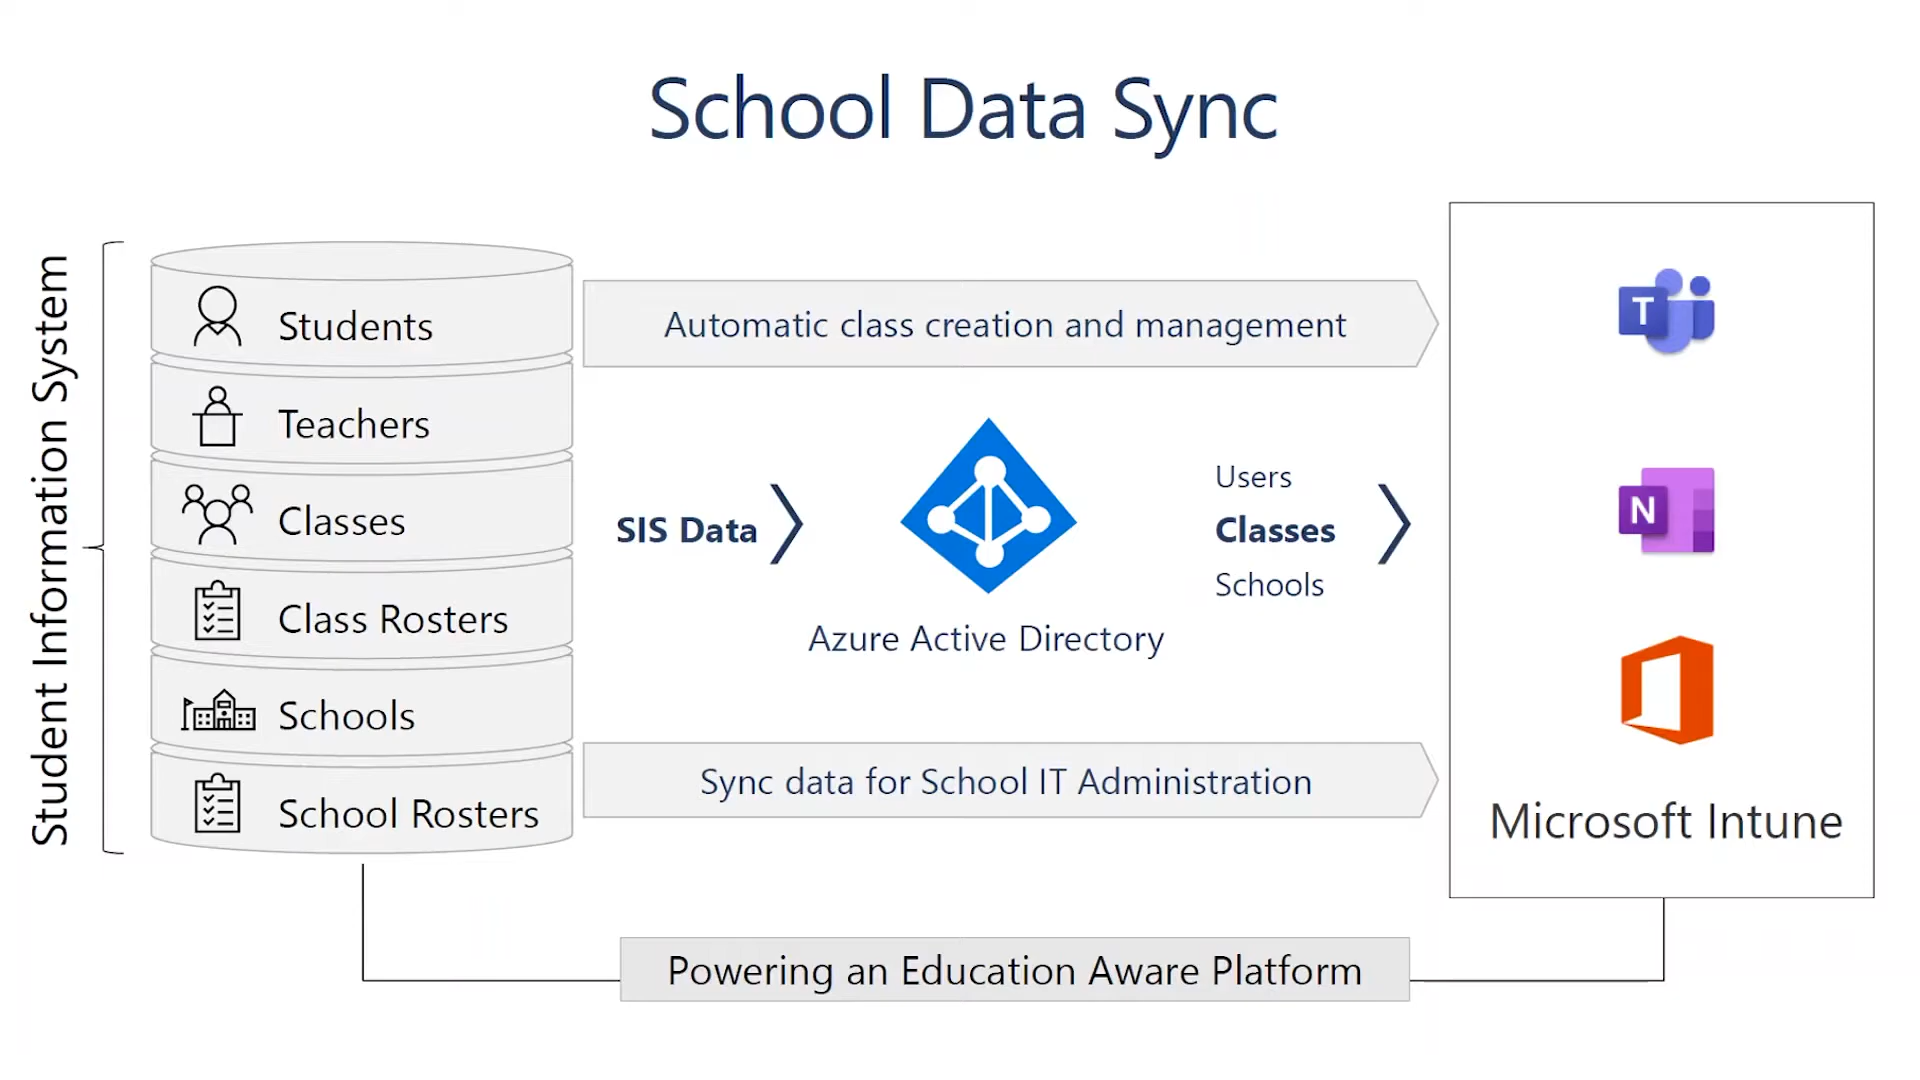 School Data Sync
Student Information System
Students
Teachers
Classes
Class Rosters
Schools
School Rosters
Automatic class creation and management
SIS Data
Azure Active Directory
Users
Classes
Schools
Sync data for School IT Administration
T
N
Microsoft Intune
Powering an Education Aware Platform